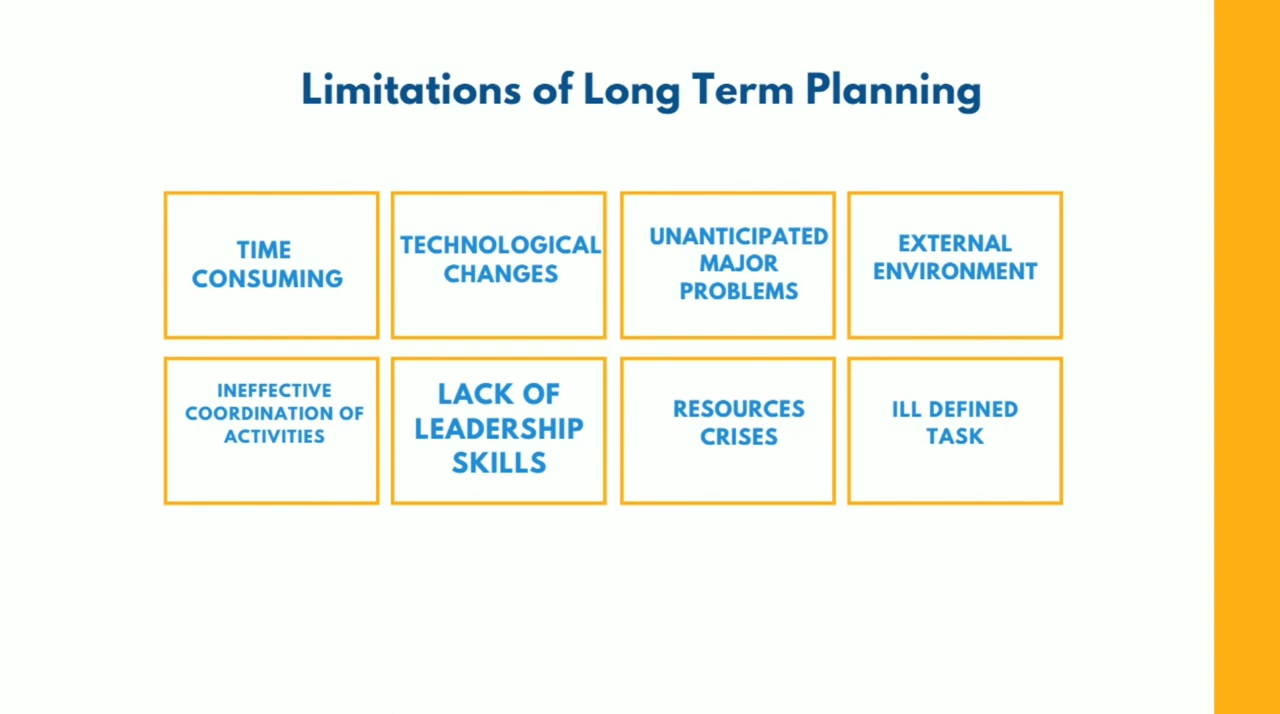 Limitations of Long Term Planning
TIME
CONSUMING
TECHNOLOGICAL
CHANGES
UNANTICIPATED
MAJOR
PROBLEMS
EXTERNAL
ENVIRONMENT
INEFFECTIVE
COORDINATION OF
ACTIVITIES
LACK OF
LEADERSHIP
SKILLS
RESOURCES
CRISES
ILL DEFINED
TASK